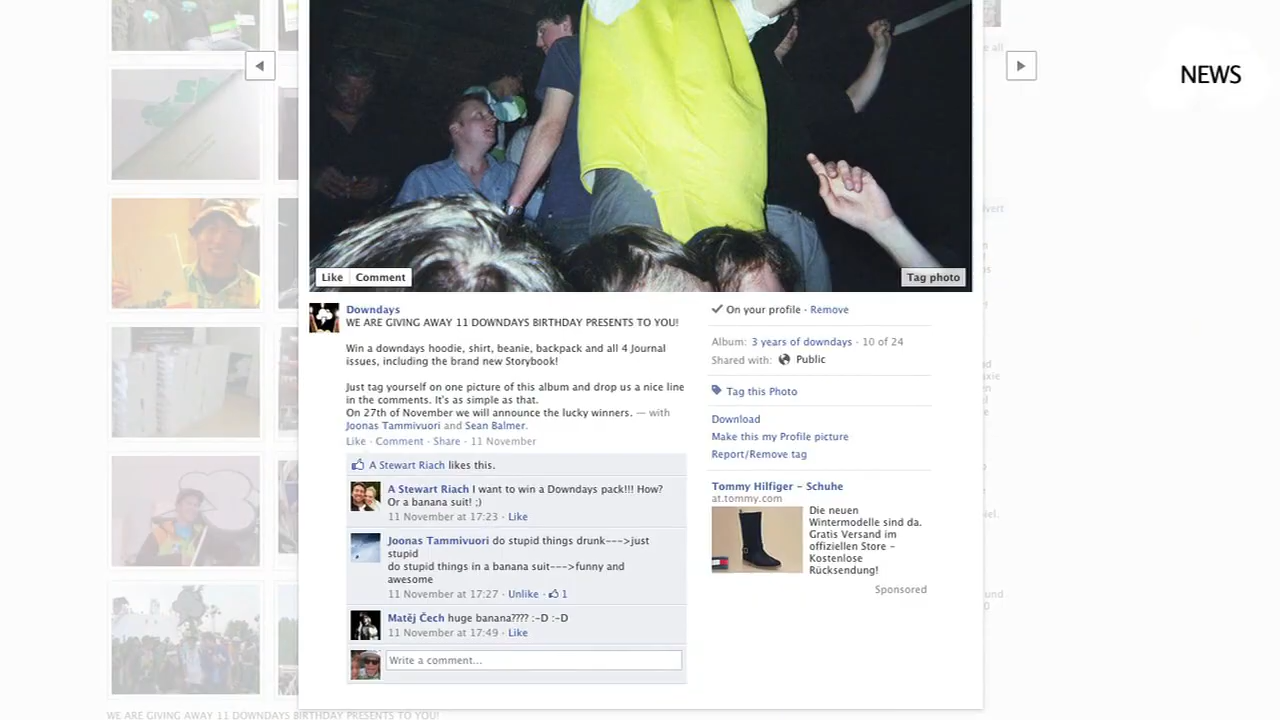 NEWS
Like Comment
Tag photo
Downdays
WE ARE GIVING AWAY 11 DOWNDAYS BIRTHDAY PRESENTS TO YOU!
Win a downdays hoodie, shirt, beanie, backpack and all 4 Journal
issues, including the brand new Storybook!
Just tag yourself on one picture of this album and drop us a nice line
in the comments. It's as simple as that.
On 27th of November we will announce the lucky winners. — with
Joonas Tammivuori and Sean Balmer.
Like · Comment · Share · 11 November
A Stewart Riach likes this.
A Stewart Riach I want to win a Downdays pack!!! How?
Or a banana suit! ;)
11 November at 17:23 · Like
Joonas Tammivuori do stupid things drunk--->just
stupid
do stupid things in a banana suit--->funny and
awesome
11 November at 17:27 · Unlike · 1
Matěj Čech huge banana???? :-D :-D
11 November at 17:49 · Like
Write a comment...
On your profile · Remove
Album: 3 years of downdays · 10 of 24
Shared with: Public
Tag this Photo
Download
Make this my Profile picture
Report/Remove tag
Tommy Hilfiger - Schuhe
at.tommy.com
Die neuen
Wintermodelle sind da.
Gratis Versand im
offiziellen Store -
Kostenlose
Rücksendung!
Sponsored
WE ARE GIVING AWAY 11 DOWNDAYS BIRTHDAY PRESENTS TO YOU!